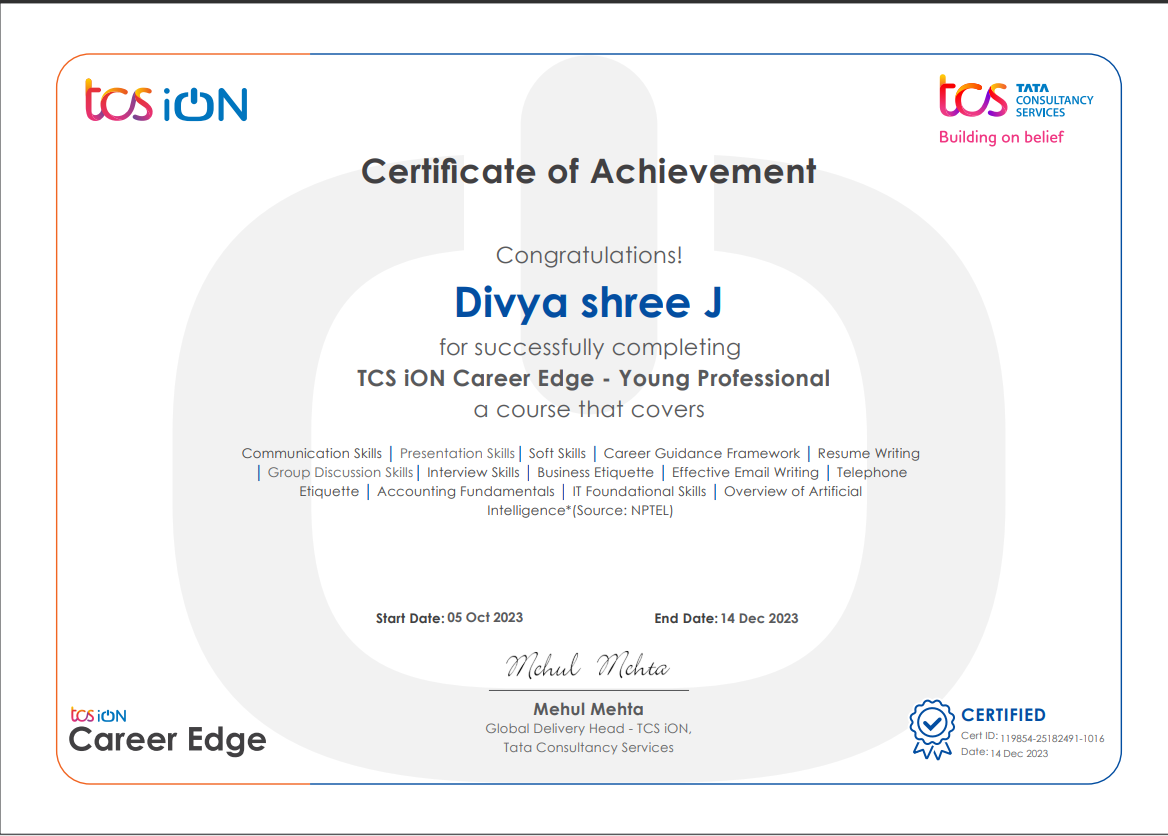 tcs iON
tcs TATA
CONSULTANCY
SERVICES
Building on belief
Certificate of Achievement
Congratulations!
Divya shree J
for successfully completing
TCS iON Career Edge - Young Professional
a course that covers
Communication Skills | Presentation Skills | Soft Skills | Career Guidance Framework | Resume Writing
| Group Discussion Skills | Interview Skills | Business Etiquette | Effective Email Writing | Telephone
Etiquette | Accounting Fundamentals | IT Foundational Skills | Overview of Artificial
Intelligence*(Source: NPTEL)
Start Date: 05 Oct 2023 End Date: 14 Dec 2023
Mehul Mehta
Mehul Mehta
Global Delivery Head - TCS iON,
Tata Consultancy Services
tcs iON
Career Edge
CERTIFIED
Cert ID: 119854-25182491-1016
Date: 14 Dec 2023